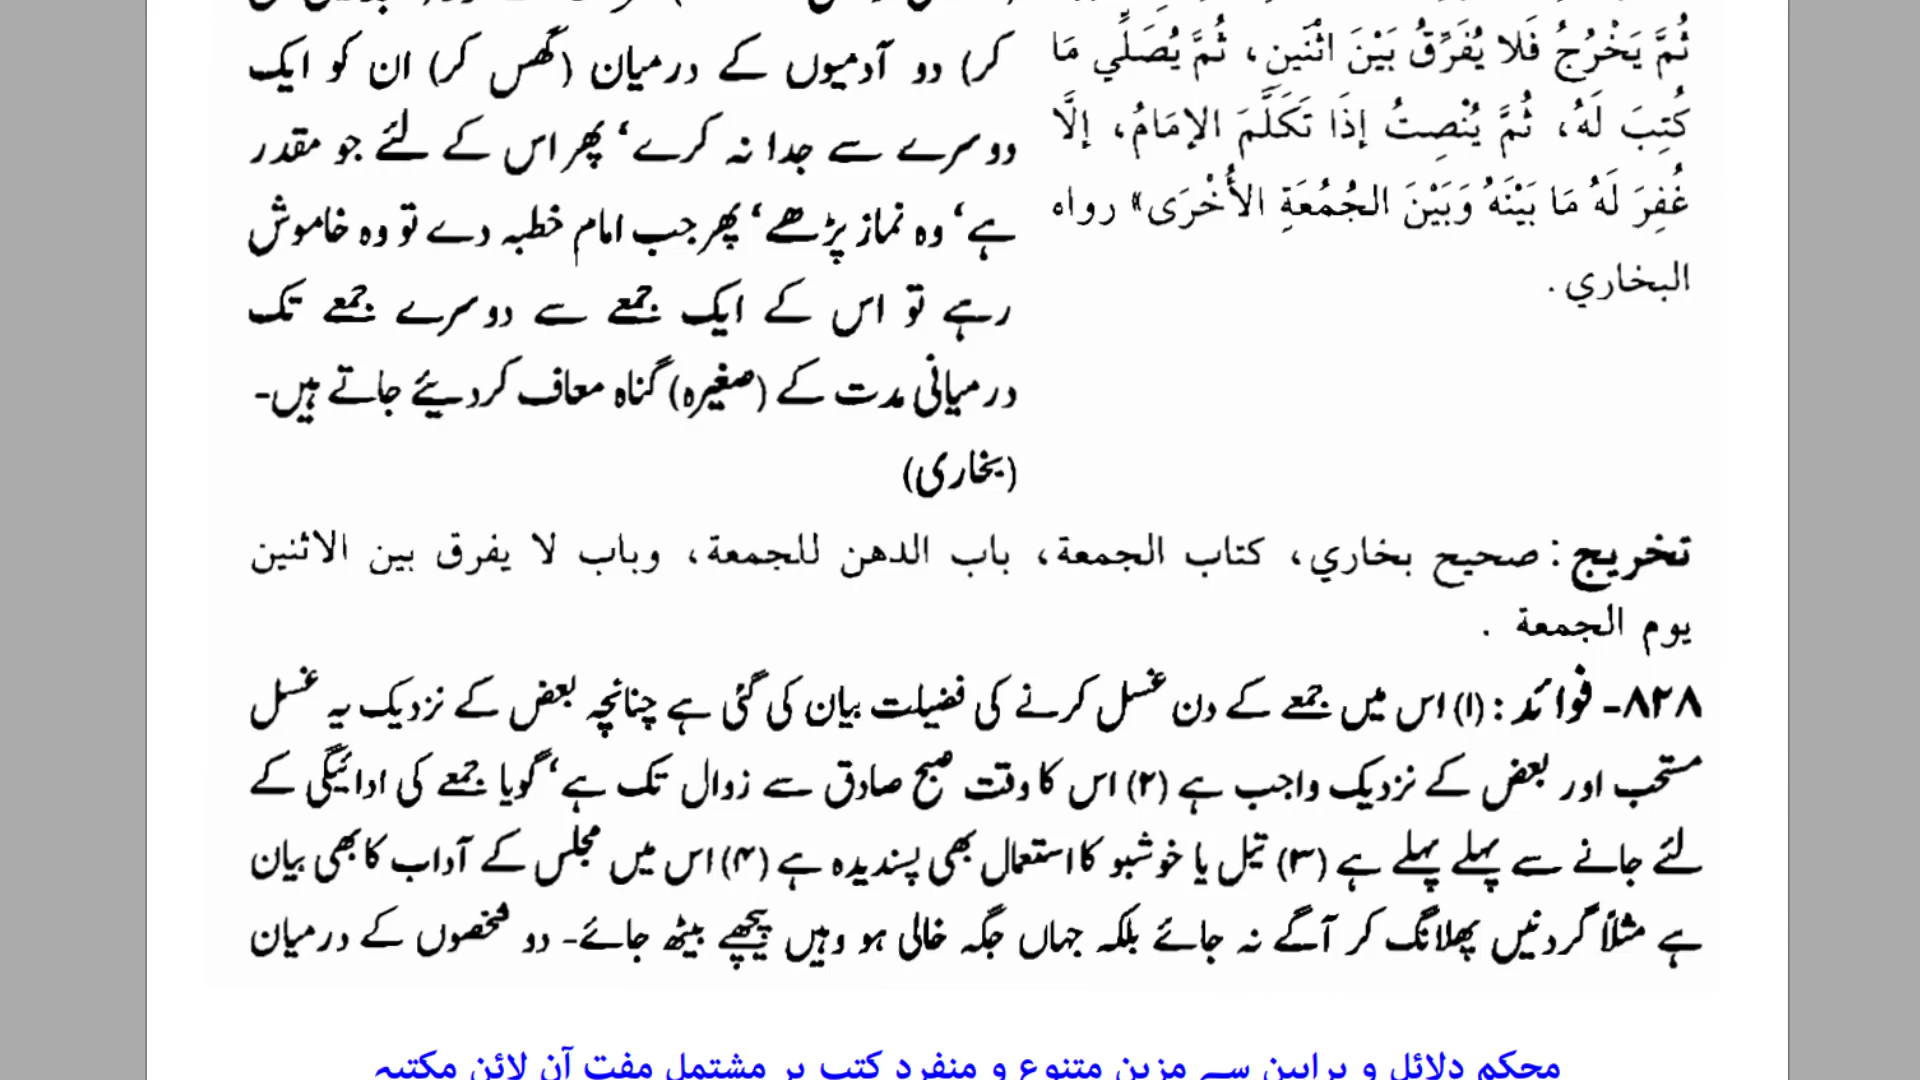 ثُمَّ يَخْرُجُ فَلا يُفَرِّقُ بَيْنَ اثْنَينِ، ثُمَّ يُصَلِّي مَا
كُتِبَ لَهُ، ثُمَّ يُنْصِتُ إِذَا تَكَلَّمَ الإمَامُ، إلَّا
غُفِرَ لَهُ مَا بَيْنَهُ وَبَيْنَ الجُمُعَةِ الأُخْرَى» رواه
البخاري .
کر) دو آدمیوں کے درمیان (گھس کر) ان کو ایک
دوسرے سے جدا نہ کرے‘ پھر اس کے لئے جو مقدر
ہے‘ وہ نماز پڑھے‘ پھر جب امام خطبہ دے تو وہ خاموش
رہے تو اس کے ایک جمعے سے دوسرے جمعے تک
درمیانی مدت کے (صغیرہ) گناہ معاف کردیئے جاتے ہیں-
(بخاری)
تخريج : صحيح بخاري، كتاب الجمعة، باب الدهن للجمعة، وباب لا يفرق بين الاثنين
يوم الجمعة .
۸۲۸- فوائد : (۱) اس میں جمعے کے دن غسل کرنے کی فضیلت بیان کی گئی ہے چنانچہ بعض کے نزدیک یہ غسل
مستحب اور بعض کے نزدیک واجب ہے (۲) اس کا وقت صبح صادق سے زوال تک ہے‘ گویا جمعے کی ادائیگی کے
لئے جانے سے پہلے پہلے ہے (۳) تیل یا خوشبو کا استعمال بھی پسندیدہ ہے (۴) اس میں مجلس کے آداب کا بھی بیان
ہے مثلاً گردنیں پھلانگ کر آگے نہ جائے بلکہ جہاں جگہ خالی ہو وہیں پیچھے بیٹھ جائے- دو شخصوں کے درمیان
محکم دلائل و براہین سے مزین متنوع و منفرد کتب پر مشتمل مفت آن لائن مکتبہ